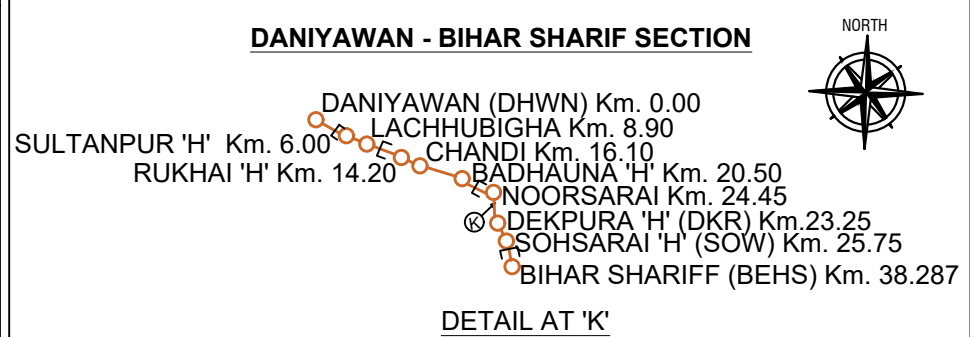 NORTH
DANIYAWAN - BIHAR SHARIF SECTION
DANIYAWAN (DHWN) Km. 0.00
SULTANPUR 'H' Km. 6.00
LACHHUBIGHA Km. 8.90
RUKHAI 'H' Km. 14.20
CHANDI Km. 16.10
BADHAUNA 'H' Km. 20.50
NOORSARAI Km. 24.45
K
DEKPURA 'H' (DKR) Km.23.25
SOHSARAI 'H' (SOW) Km. 25.75
BIHAR SHARIFF (BEHS) Km. 38.287
DETAIL AT 'K'